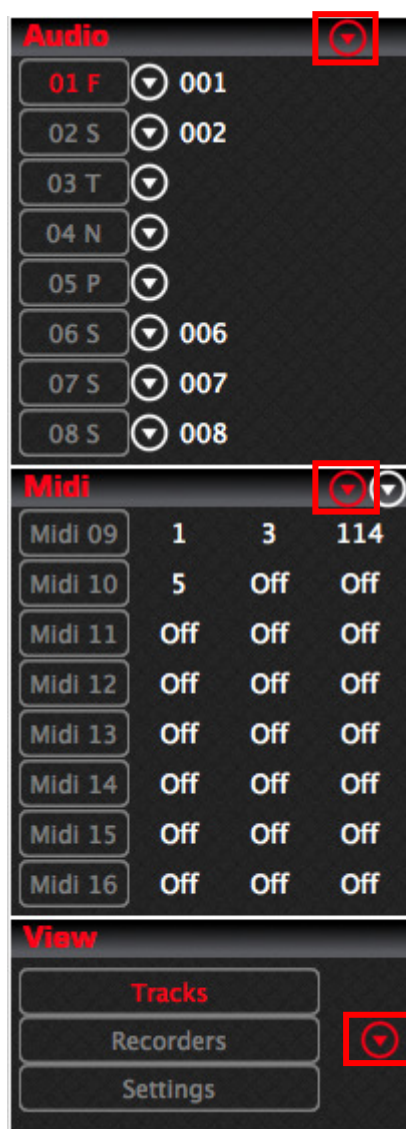 Audio
01 F 001
02 S 002
03 T
04 N
05 P
06 S 006
07 S 007
08 S 008
Midi
Midi 09 1 3 114
Midi 10 5 Off Off
Midi 11 Off Off Off
Midi 12 Off Off Off
Midi 13 Off Off Off
Midi 14 Off Off Off
Midi 15 Off Off Off
Midi 16 Off Off Off
View
Tracks
Recorders
Settings